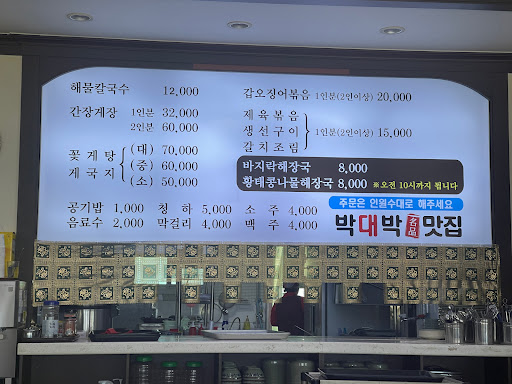 해물칼국수 12,000
간장게장 1인분 32,000
2인분 60,000
꽃게탕 (대) 70,000
게국지 (중) 60,000
(소) 50,000
공기밥 1,000 청하 5,000 소주 4,000
음료수 2,000 막걸리 4,000 맥주 4,000
갑오징어볶음 1인분(2인이상) 20,000
제육볶음
생선구이 1인분(2인이상) 15,000
갈치조림
바지락해장국 8,000
황태콩나물해장국 8,000 ※오전 10시까지 됩니다
주문은 인원수대로 해주세요
박대박 맛집